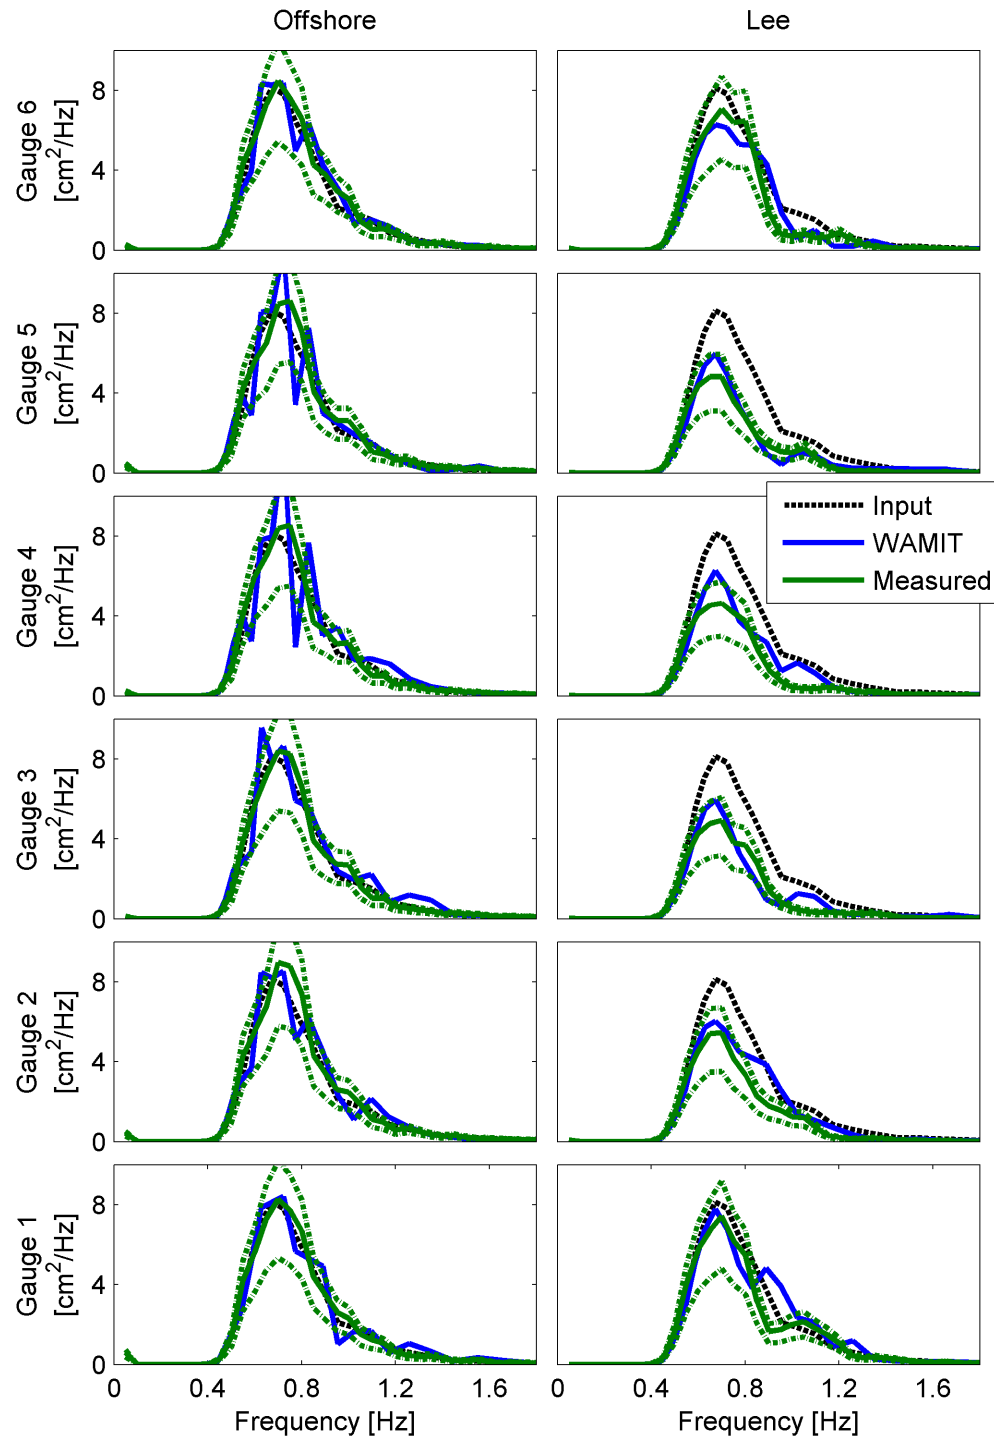 Offshore
Lee
Gauge 6
[cm²/Hz]
8
4
0
Gauge 5
[cm²/Hz]
8
4
0
Input
WAMIT
Measured
Gauge 4
[cm²/Hz]
8
4
0
Gauge 3
[cm²/Hz]
8
4
0
Gauge 2
[cm²/Hz]
8
4
0
Gauge 1
[cm²/Hz]
8
4
0
0 0.4 0.8 1.2 1.6
0.4 0.8 1.2 1.6
Frequency [Hz]
Frequency [Hz]